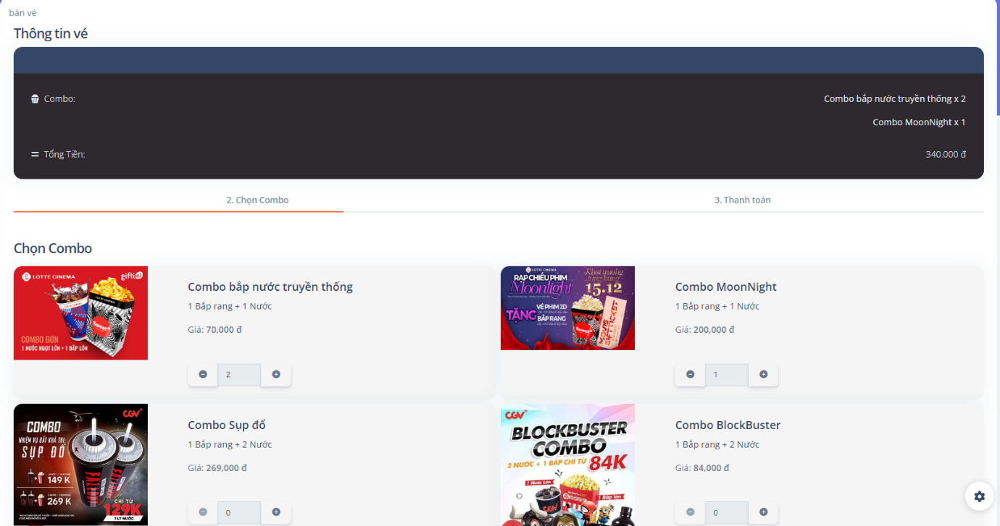 bán vé
Thông tin vé
Combo:
Combo bắp nước truyền thống x 2
Combo MoonNight x 1
Tổng Tiền:
340.000 đ
2. Chọn Combo
3. Thanh toán
Chọn Combo
LOTTE CINEMA
giftial
COMBO ĐƠN
1 NƯỚC NGỌT LỚN + 1 BẮP LỚN
Combo bắp nước truyền thống
1 Bắp rang + 1 Nước
Giá: 70,000 đ
2
LOTTE CINEMA
RẠP CHIẾU PHIM
Moonlight
Khai trương
tưng bừng
15.12
TẶNG
VÉ PHIM 2D
BẮP RANG
MOVIE
GIFT TICKET
Combo MoonNight
1 Bắp rang + 1 Nước
Giá: 200,000 đ
1
CGV
COMBO
NHIỆM VỤ BẤT KHẢ THI:
SỤP ĐỔ
149 K
269 K
FALL
CHỈ TỪ
129K
1 LY NƯỚC
Combo Sụp đổ
1 Bắp rang + 2 Nước
Giá: 269,000 đ
0
CGV
BLOCKBUSTER
COMBO
2 NƯỚC + 1 BẮP CHỈ TỪ 84K
1 Nước Lớn
1 Bắp lớn
Combo BlockBuster
1 Bắp rang + 2 Nước
Giá: 84,000 đ
0